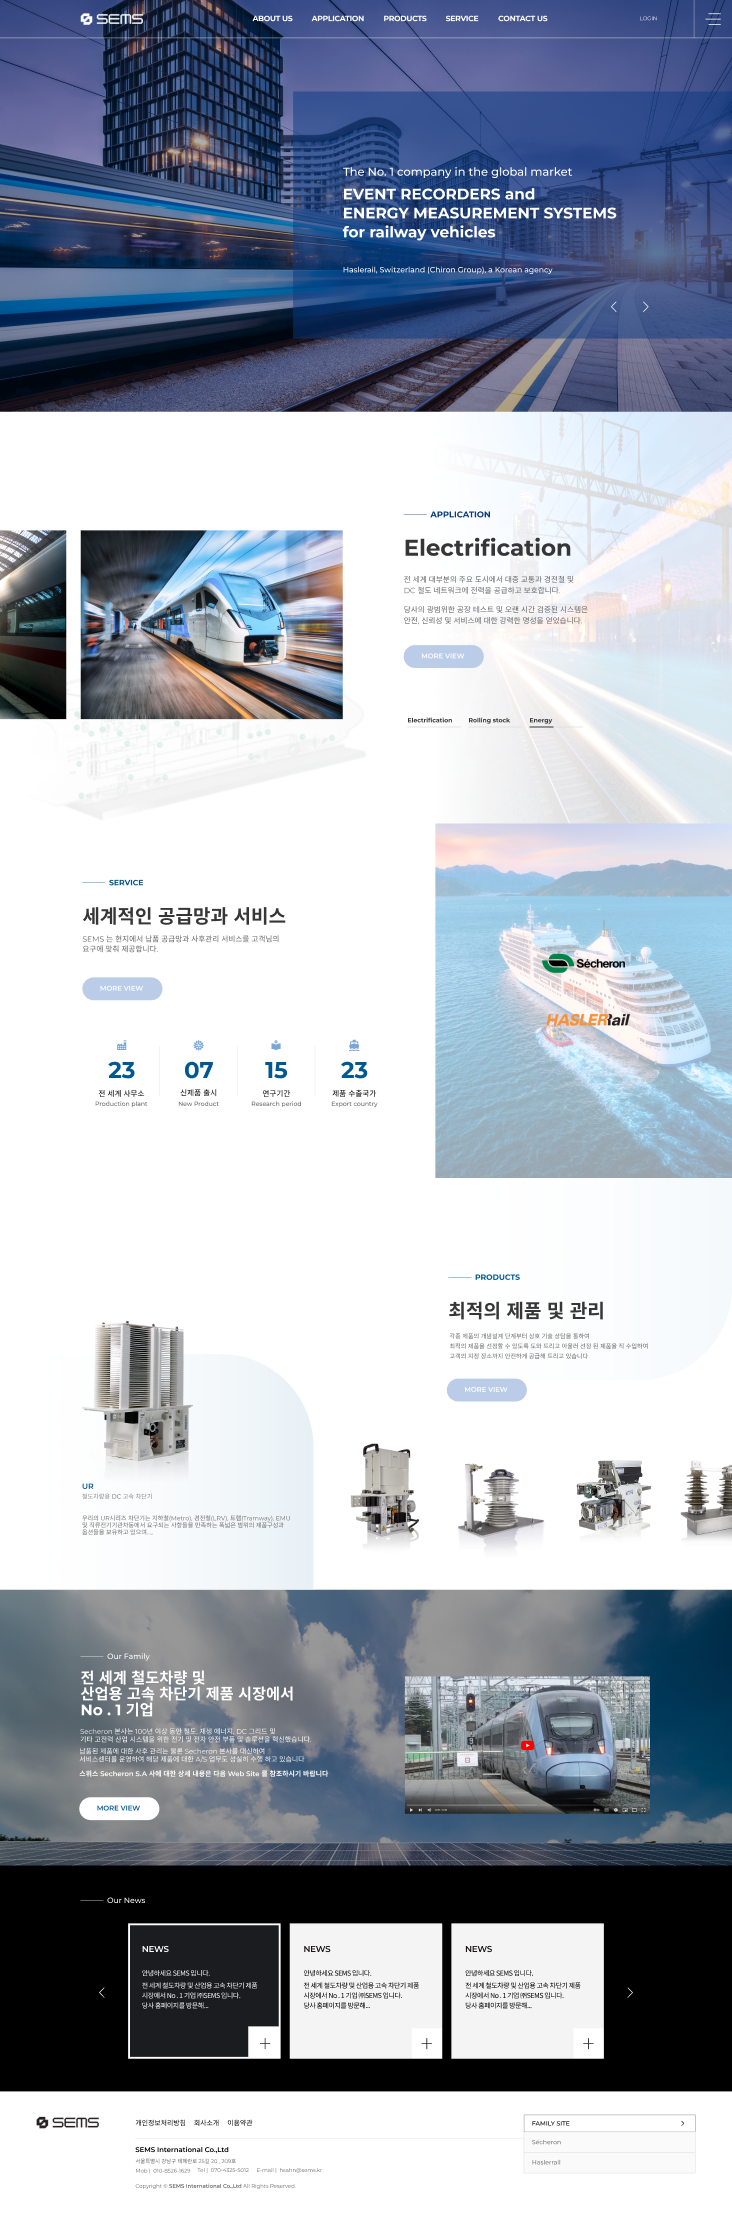 SEMS
ABOUT US
APPLICATION
PRODUCTS
SERVICE
CONTACT US
LOGIN
The No. 1 company in the global market
EVENT RECORDERS and
ENERGY MEASUREMENT SYSTEMS
for railway vehicles
Haslerrail, Switzerland (Chiron Group), a Korean agency
APPLICATION
Electrification
전 세계 대부분의 주요 도시에서 대중 교통과 경전철 및
DC 철도 네트워크에 전력을 공급하고 보호합니다.
당사의 광범위한 공장 테스트 및 오랜 시간 검증된 시스템은
안전, 신뢰성 및 서비스에 대한 강력한 명성을 얻었습니다.
MORE VIEW
Electrification
Rolling stock
Energy
SERVICE
세계적인 공급망과 서비스
SEMS 는 현지에서 납품 공급망과 사후관리 서비스를 고객님의
요구에 맞춰 제공합니다.
MORE VIEW
Sécheron
HASLERRail
23
07
15
23
전 세계 사무소
신제품 출시
연구기간
제품 수출국가
Production plant
New Product
Research period
Export country
PRODUCTS
최적의 제품 및 관리
각종 제품의 개념설계 단계부터 상호 기술 상담을 통하여
최적의 제품을 선정할 수 있도록 도와 드리고 아울러 선정 된 제품을 직 수입하여
고객의 지정 장소까지 안전하게 공급해 드리고 있습니다
MORE VIEW
UR
철도차량용 DC 고속 차단기
우리의 UR시리즈 차단기는 지하철(Metro), 경전철(LRV), 트램(Tramway), EMU
및 직류전기기관차등에서 요구되는 사항들을 만족하는 폭넓은 범위의 제품구성과
옵션들을 보유하고 있으며,...
Our Family
전 세계 철도차량 및
산업용 고속 차단기 제품 시장에서
No . 1 기업
Secheron 본사는 100년 이상 동안 철도, 재생 에너지, DC 그리드 및
기타 고전력 산업 시스템을 위한 전기 및 전자 안전 부품 및 솔루션을 혁신했습니다.
납품된 제품에 대한 사후 관리는 물론 Secheron 본사를 대신하여
서비스센터를 운영하여 해당 제품에 대한 A/S 업무도 성실히 수행 하고 있습니다
스위스 Secheron S.A 사에 대한 상세 내용은 다음 Web Site 를 참조하시기 바랍니다
MORE VIEW
Our News
NEWS
안녕하세요 SEMS 입니다.
전 세계 철도차량 및 산업용 고속 차단기 제품
시장에서 No . 1 기업 ㈜SEMS 입니다.
당사 홈페이지를 방문해...
NEWS
안녕하세요 SEMS 입니다.
전 세계 철도차량 및 산업용 고속 차단기 제품
시장에서 No . 1 기업 ㈜SEMS 입니다.
당사 홈페이지를 방문해...
NEWS
안녕하세요 SEMS 입니다.
전 세계 철도차량 및 산업용 고속 차단기 제품
시장에서 No . 1 기업 ㈜SEMS 입니다.
당사 홈페이지를 방문해...
SEMS
개인정보처리방침
회사소개
이용약관
FAMILY SITE
Sécheron
Haslerrail
SEMS International Co.,Ltd
서울특별시 강남구 테헤란로 25길 30 , 309호
Mob | 010-8526-1629 Tel | 070-4325-5012 E-mail | hsahn@sems.kr
Copyright © SEMS International Co.,Ltd All Rights Reserved.